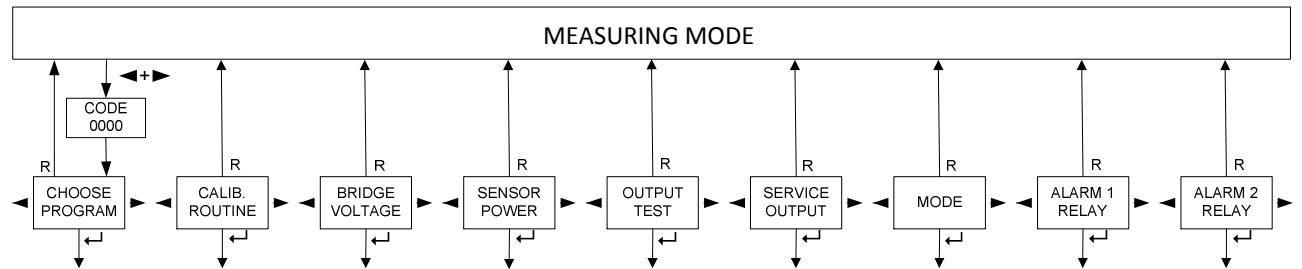 MEASURING MODE
◄+►
CODE
0000
R
R
R
R
R
R
R
R
R
CHOOSE
PROGRAM
CALIB.
ROUTINE
BRIDGE
VOLTAGE
SENSOR
POWER
OUTPUT
TEST
SERVICE
OUTPUT
MODE
ALARM 1
RELAY
ALARM 2
RELAY